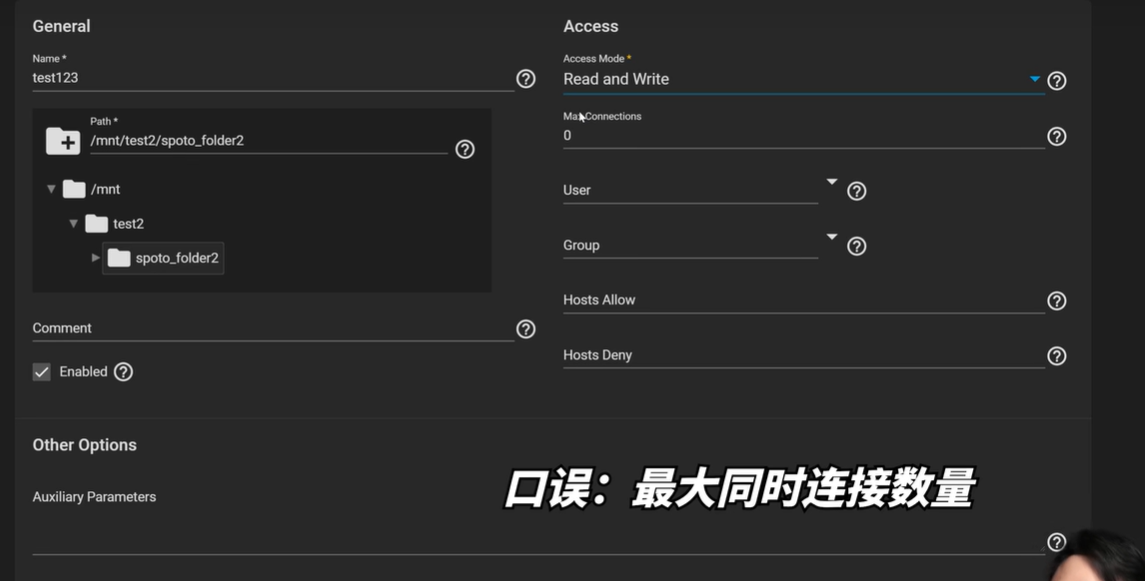 General
Name *
test123
Path *
/mnt/test2/spoto_folder2
/mnt
test2
spoto_folder2
Comment
Enabled
Access
Access Mode *
Read and Write
Max Connections
0
User
Group
Hosts Allow
Hosts Deny
Other Options
Auxiliary Parameters
口误：最大同时连接数量